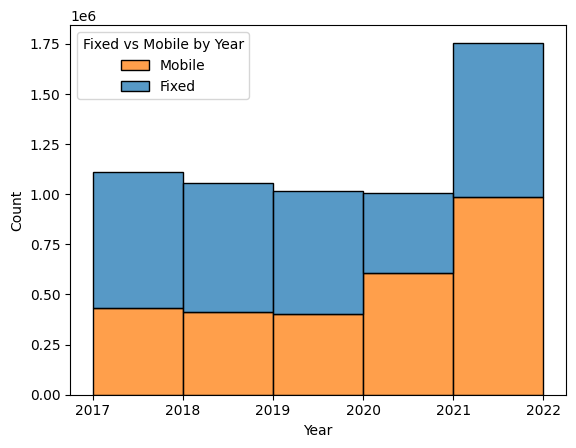 1e6
Fixed vs Mobile by Year
Mobile
Fixed
1.75
1.50
1.25
1.00
0.75
0.50
0.25
0.00
Count
2017 2018 2019 2020 2021 2022
Year